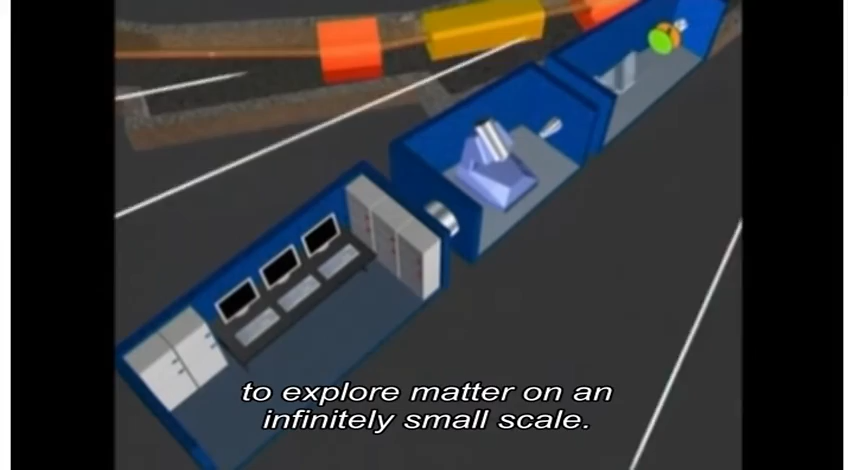 to explore matter on an
infinitely small scale.